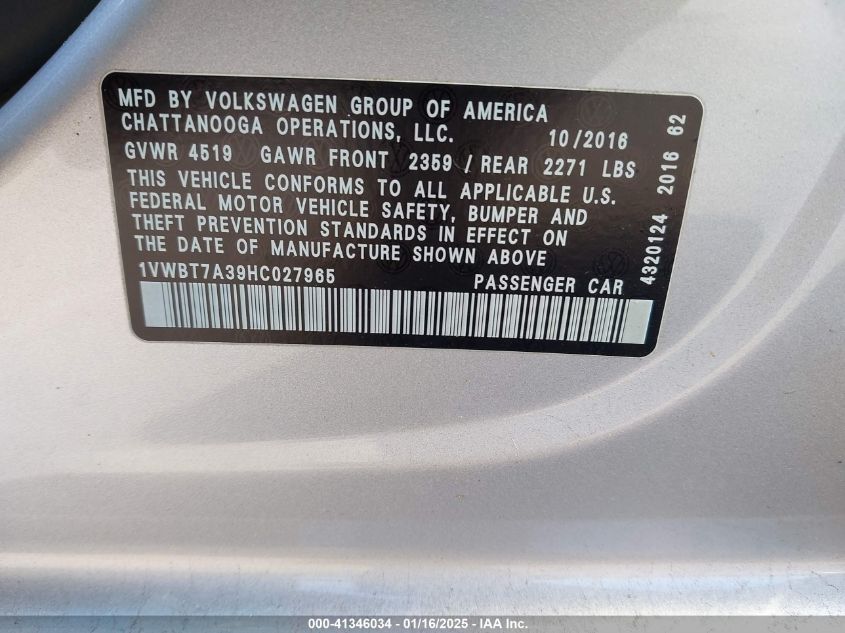 MFD BY VOLKSWAGEN GROUP OF AMERICA
CHATTANOOGA OPERATIONS, LLC. 10/2016
GVWR 4519 GAWR FRONT 2359 / REAR 2271 LBS
THIS VEHICLE CONFORMS TO ALL APPLICABLE U.S.
FEDERAL MOTOR VEHICLE SAFETY, BUMPER AND
THEFT PREVENTION STANDARDS IN EFFECT ON
THE DATE OF MANUFACTURE SHOWN ABOVE
1VWBT7A39HC027965 PASSENGER CAR
4320124 2016 62
000-41346034 - 01/16/2025 - IAA Inc.